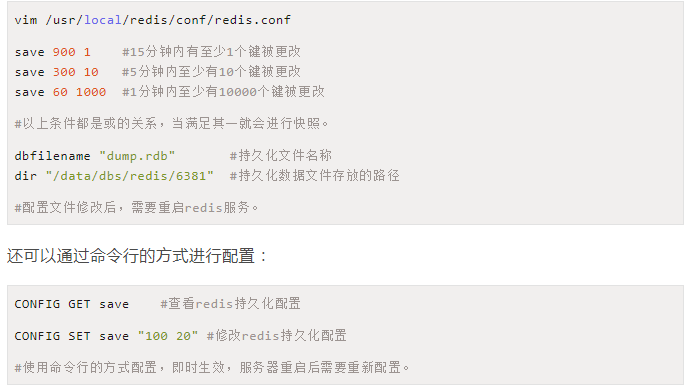 vim /usr/local/redis/conf/redis.conf
save 900 1    #15分钟内有至少1个键被更改
save 300 10   #5分钟内至少有10个键被更改
save 60 1000  #1分钟内至少有10000个键被更改
#以上条件都是或的关系，当满足其一就会进行快照。
dbfilename "dump.rdb"       #持久化文件名称
dir "/data/dbs/redis/6381"  #持久化数据文件存放的路径
#配置文件修改后，需要重启redis服务。
还可以通过命令行的方式进行配置：
CONFIG GET save    #查看redis持久化配置
CONFIG SET save "100 20" #修改redis持久化配置
#使用命令行的方式配置，即时生效，服务器重启后需要重新配置。